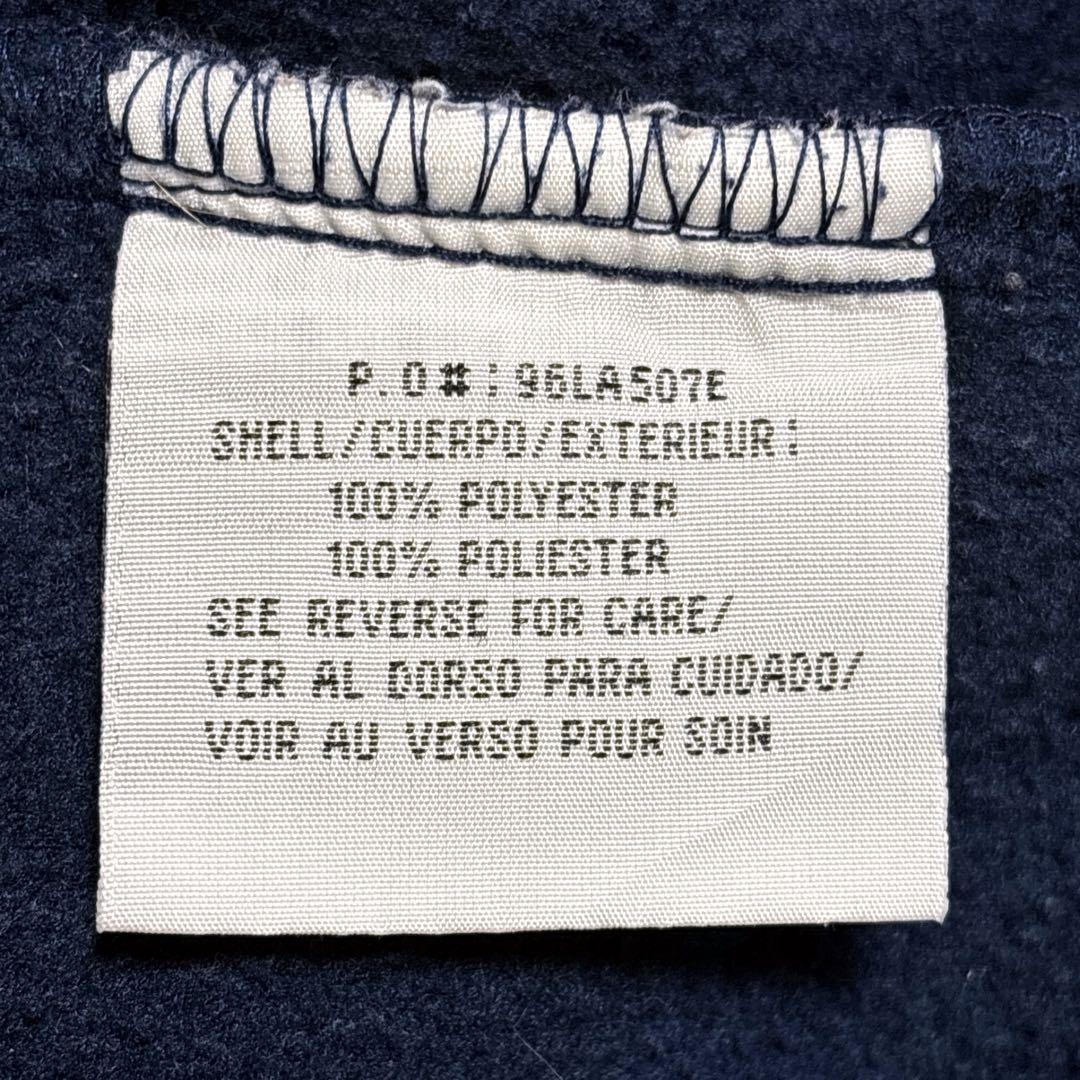 P.O#:96LA507E
SHELL/CUERPO/EXTERIEUR:
100% POLYESTER
100% POLIESTER
SEE REVERSE FOR CARE/
VER AL DORSO PARA CUIDADO/
VOIR AU VERSO POUR SOIN